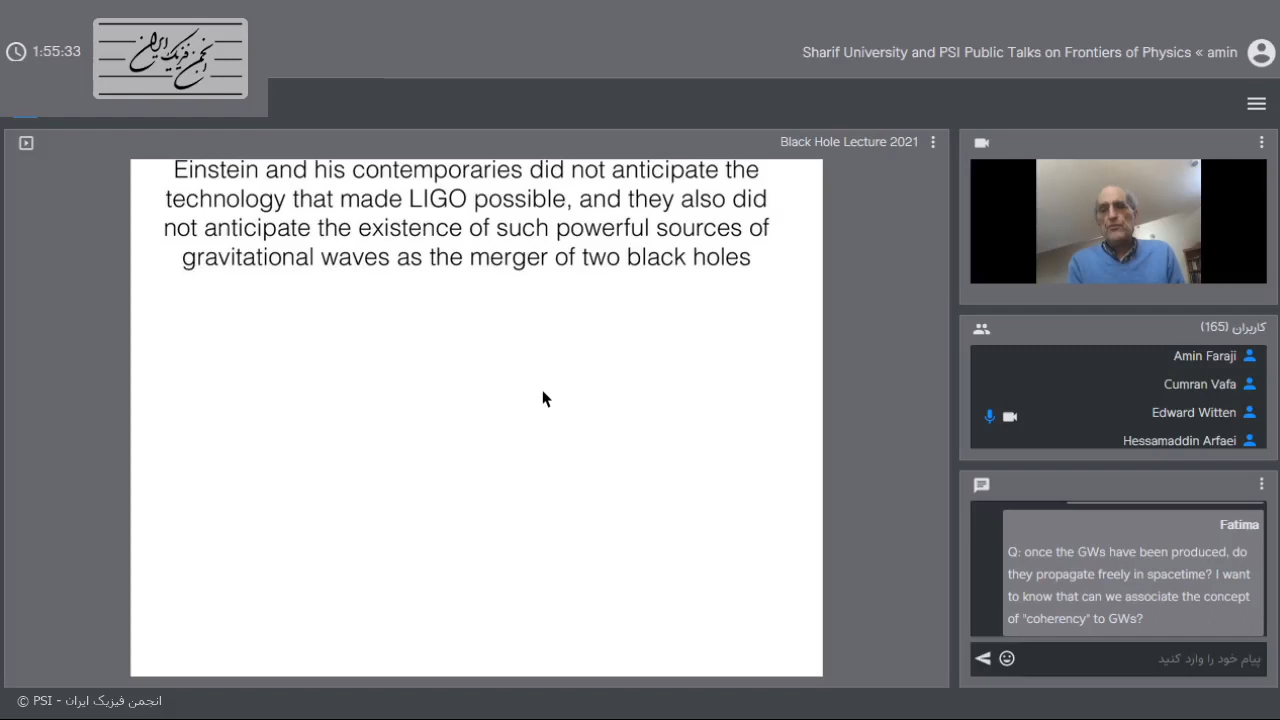 1:55:33
انجمن فیزیک ایران
Sharif University and PSI Public Talks on Frontiers of Physics « amin
Black Hole Lecture 2021
Einstein and his contemporaries did not anticipate the
technology that made LIGO possible, and they also did
not anticipate the existence of such powerful sources of
gravitational waves as the merger of two black holes
کاربران (165)
Amin Faraji
Cumran Vafa
Edward Witten
Hessamaddin Arfaei
Fatima
Q: once the GWs have been produced, do
they propagate freely in spacetime? I want
to know that can we associate the concept
of "coherency" to GWs?
پیام خود را وارد کنید
© PSI - انجمن فیزیک ایران